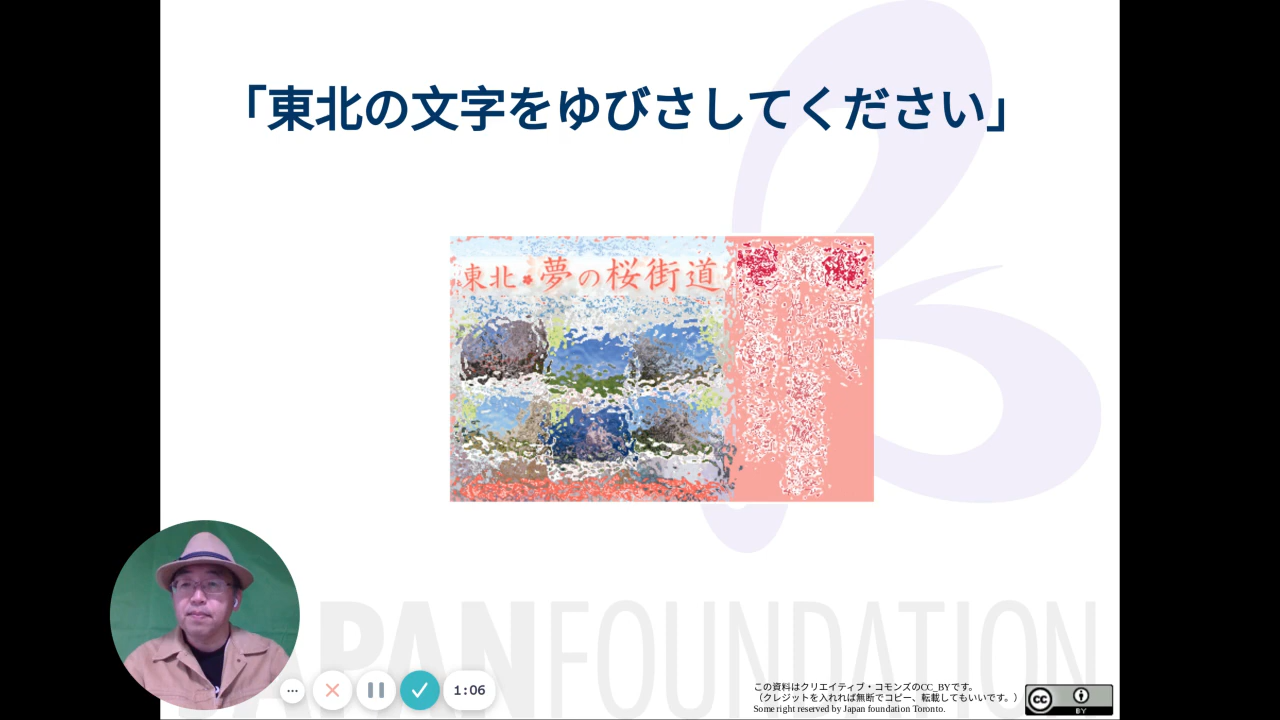 「東北の文字をゆびさしてください」
東北・夢の桜街道
JAPANFOUNDATION
1:06
この資料はクリエイティブ・コモンズのCC_BYです。
（クレジットを入れれば無断でコピー、転載してもいいです。）
Some right reserved by Japan foundation Toronto.
cc
BY